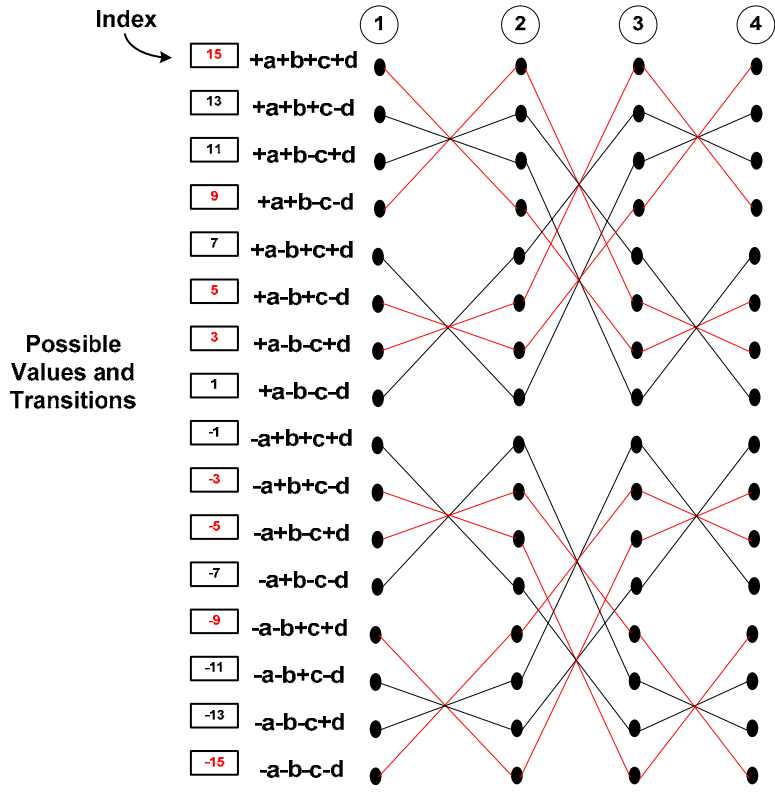 Index
1 2 3 4
15 +a+b+c+d
13 +a+b+c-d
11 +a+b-c+d
9 +a+b-c-d
7 +a-b+c+d
5 +a-b+c-d
3 +a-b-c+d
1 +a-b-c-d
-1 -a+b+c+d
-3 -a+b+c-d
-5 -a+b-c+d
-7 -a+b-c-d
-9 -a-b+c+d
-11 -a-b+c-d
-13 -a-b-c+d
-15 -a-b-c-d
Possible
Values and
Transitions